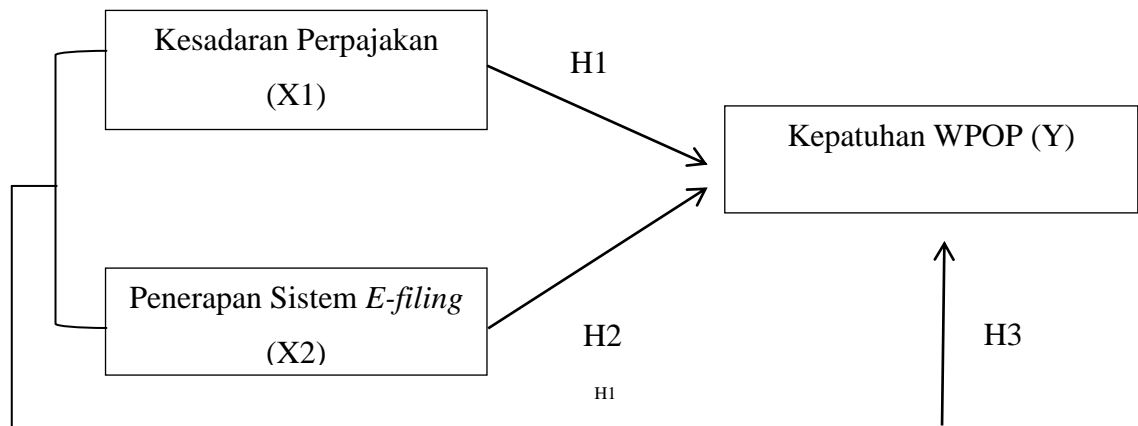 Kesadaran Perpajakan
(X1)
H1
Kepatuhan WPOP (Y)
Penerapan Sistem E-filing
(X2)
H2
H1
H3